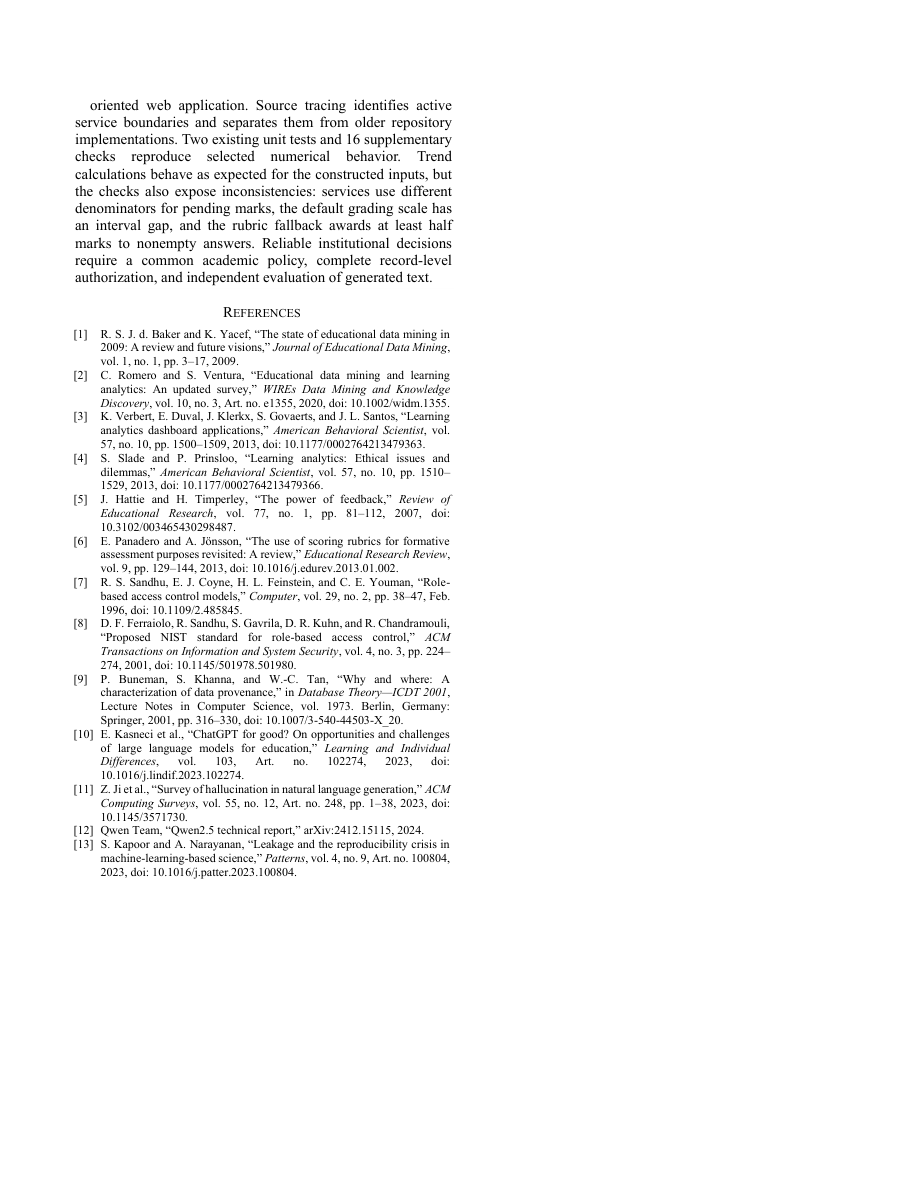 oriented web application. Source tracing identifies active
service boundaries and separates them from older repository
implementations. Two existing unit tests and 16 supplementary
checks reproduce selected numerical behavior. Trend
calculations behave as expected for the constructed inputs, but
the checks also expose inconsistencies: services use different
denominators for pending marks, the default grading scale has
an interval gap, and the rubric fallback awards at least half
marks to nonempty answers. Reliable institutional decisions
require a common academic policy, complete record-level
authorization, and independent evaluation of generated text.
REFERENCES
[1] R. S. J. d. Baker and K. Yacef, “The state of educational data mining in
2009: A review and future visions,” Journal of Educational Data Mining,
vol. 1, no. 1, pp. 3–17, 2009.
[2] C. Romero and S. Ventura, “Educational data mining and learning
analytics: An updated survey,” WIREs Data Mining and Knowledge
Discovery, vol. 10, no. 3, Art. no. e1355, 2020, doi: 10.1002/widm.1355.
[3] K. Verbert, E. Duval, J. Klerkx, S. Govaerts, and J. L. Santos, “Learning
analytics dashboard applications,” American Behavioral Scientist, vol.
57, no. 10, pp. 1500–1509, 2013, doi: 10.1177/0002764213479363.
[4] S. Slade and P. Prinsloo, “Learning analytics: Ethical issues and
dilemmas,” American Behavioral Scientist, vol. 57, no. 10, pp. 1510–
1529, 2013, doi: 10.1177/0002764213479366.
[5] J. Hattie and H. Timperley, “The power of feedback,” Review of
Educational Research, vol. 77, no. 1, pp. 81–112, 2007, doi:
10.3102/003465430298487.
[6] E. Panadero and A. Jönsson, “The use of scoring rubrics for formative
assessment purposes revisited: A review,” Educational Research Review,
vol. 9, pp. 129–144, 2013, doi: 10.1016/j.edurev.2013.01.002.
[7] R. S. Sandhu, E. J. Coyne, H. L. Feinstein, and C. E. Youman, “Role-
based access control models,” Computer, vol. 29, no. 2, pp. 38–47, Feb.
1996, doi: 10.1109/2.485845.
[8] D. F. Ferraiolo, R. Sandhu, S. Gavrila, D. R. Kuhn, and R. Chandramouli,
“Proposed NIST standard for role-based access control,” ACM
Transactions on Information and System Security, vol. 4, no. 3, pp. 224–
274, 2001, doi: 10.1145/501978.501980.
[9] P. Buneman, S. Khanna, and W.-C. Tan, “Why and where: A
characterization of data provenance,” in Database Theory—ICDT 2001,
Lecture Notes in Computer Science, vol. 1973. Berlin, Germany:
Springer, 2001, pp. 316–330, doi: 10.1007/3-540-44503-X_20.
[10] E. Kasneci et al., “ChatGPT for good? On opportunities and challenges
of large language models for education,” Learning and Individual
Differences, vol. 103, Art. no. 102274, 2023, doi:
10.1016/j.lindif.2023.102274.
[11] Z. Ji et al., “Survey of hallucination in natural language generation,” ACM
Computing Surveys, vol. 55, no. 12, Art. no. 248, pp. 1–38, 2023, doi:
10.1145/3571730.
[12] Qwen Team, “Qwen2.5 technical report,” arXiv:2412.15115, 2024.
[13] S. Kapoor and A. Narayanan, “Leakage and the reproducibility crisis in
machine-learning-based science,” Patterns, vol. 4, no. 9, Art. no. 100804,
2023, doi: 10.1016/j.patter.2023.100804.